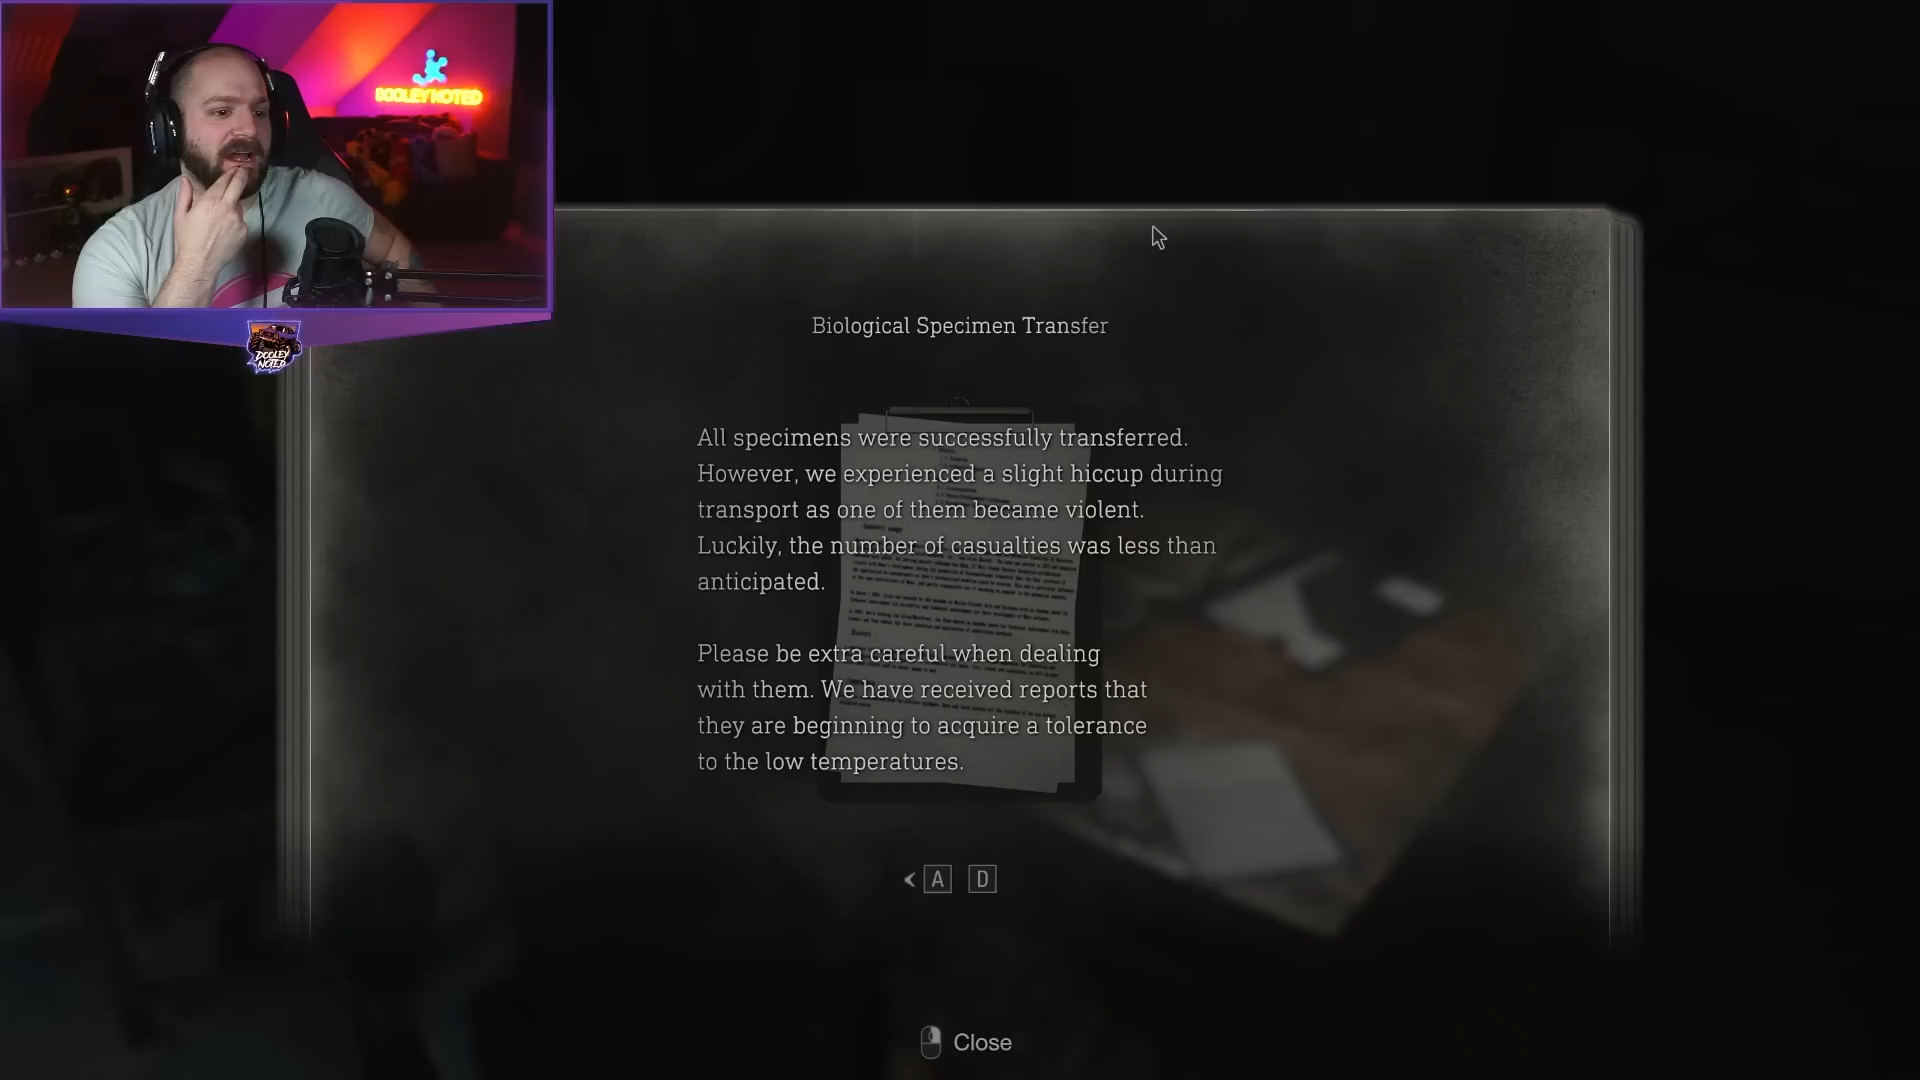 DOOLEY NOTED
DOOLEY
NOTED
Biological Specimen Transfer
All specimens were successfully transferred.
However, we experienced a slight hiccup during
transport as one of them became violent.
Luckily, the number of casualties was less than
anticipated.
Please be extra careful when dealing
with them. We have received reports that
they are beginning to acquire a tolerance
to the low temperatures.
< A D
Close